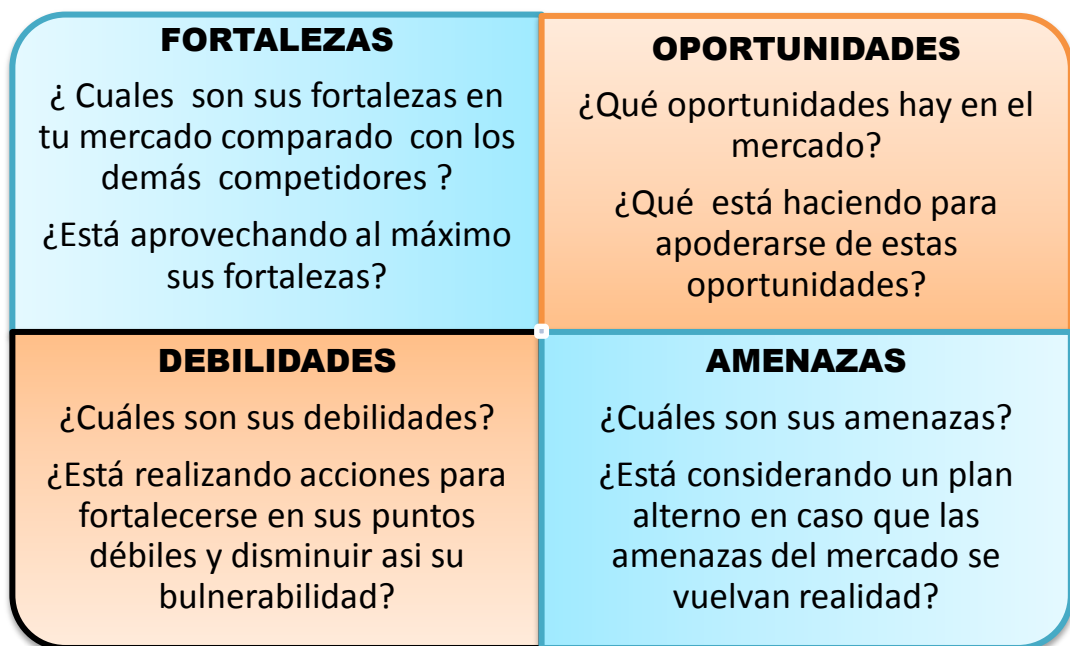 FORTALEZAS
¿ Cuales son sus fortalezas en
tu mercado comparado con los
demás competidores ?
¿Está aprovechando al máximo
sus fortalezas?
OPORTUNIDADES
¿Qué oportunidades hay en el
mercado?
¿Qué está haciendo para
apoderarse de estas
oportunidades?
DEBILIDADES
¿Cuáles son sus debilidades?
¿Está realizando acciones para
fortalecerse en sus puntos
débiles y disminuir asi su
bulnerabilidad?
AMENAZAS
¿Cuáles son sus amenazas?
¿Está considerando un plan
alterno en caso que las
amenazas del mercado se
vuelvan realidad?